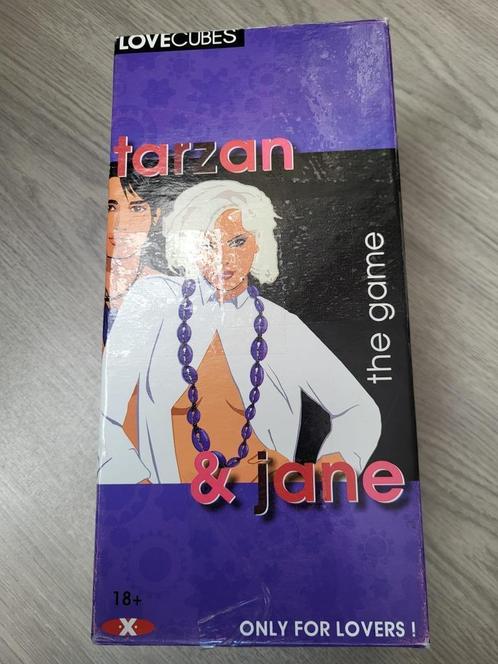 LOVECUBES
tarzan
the game
& jane
18+
X
ONLY FOR LOVERS !